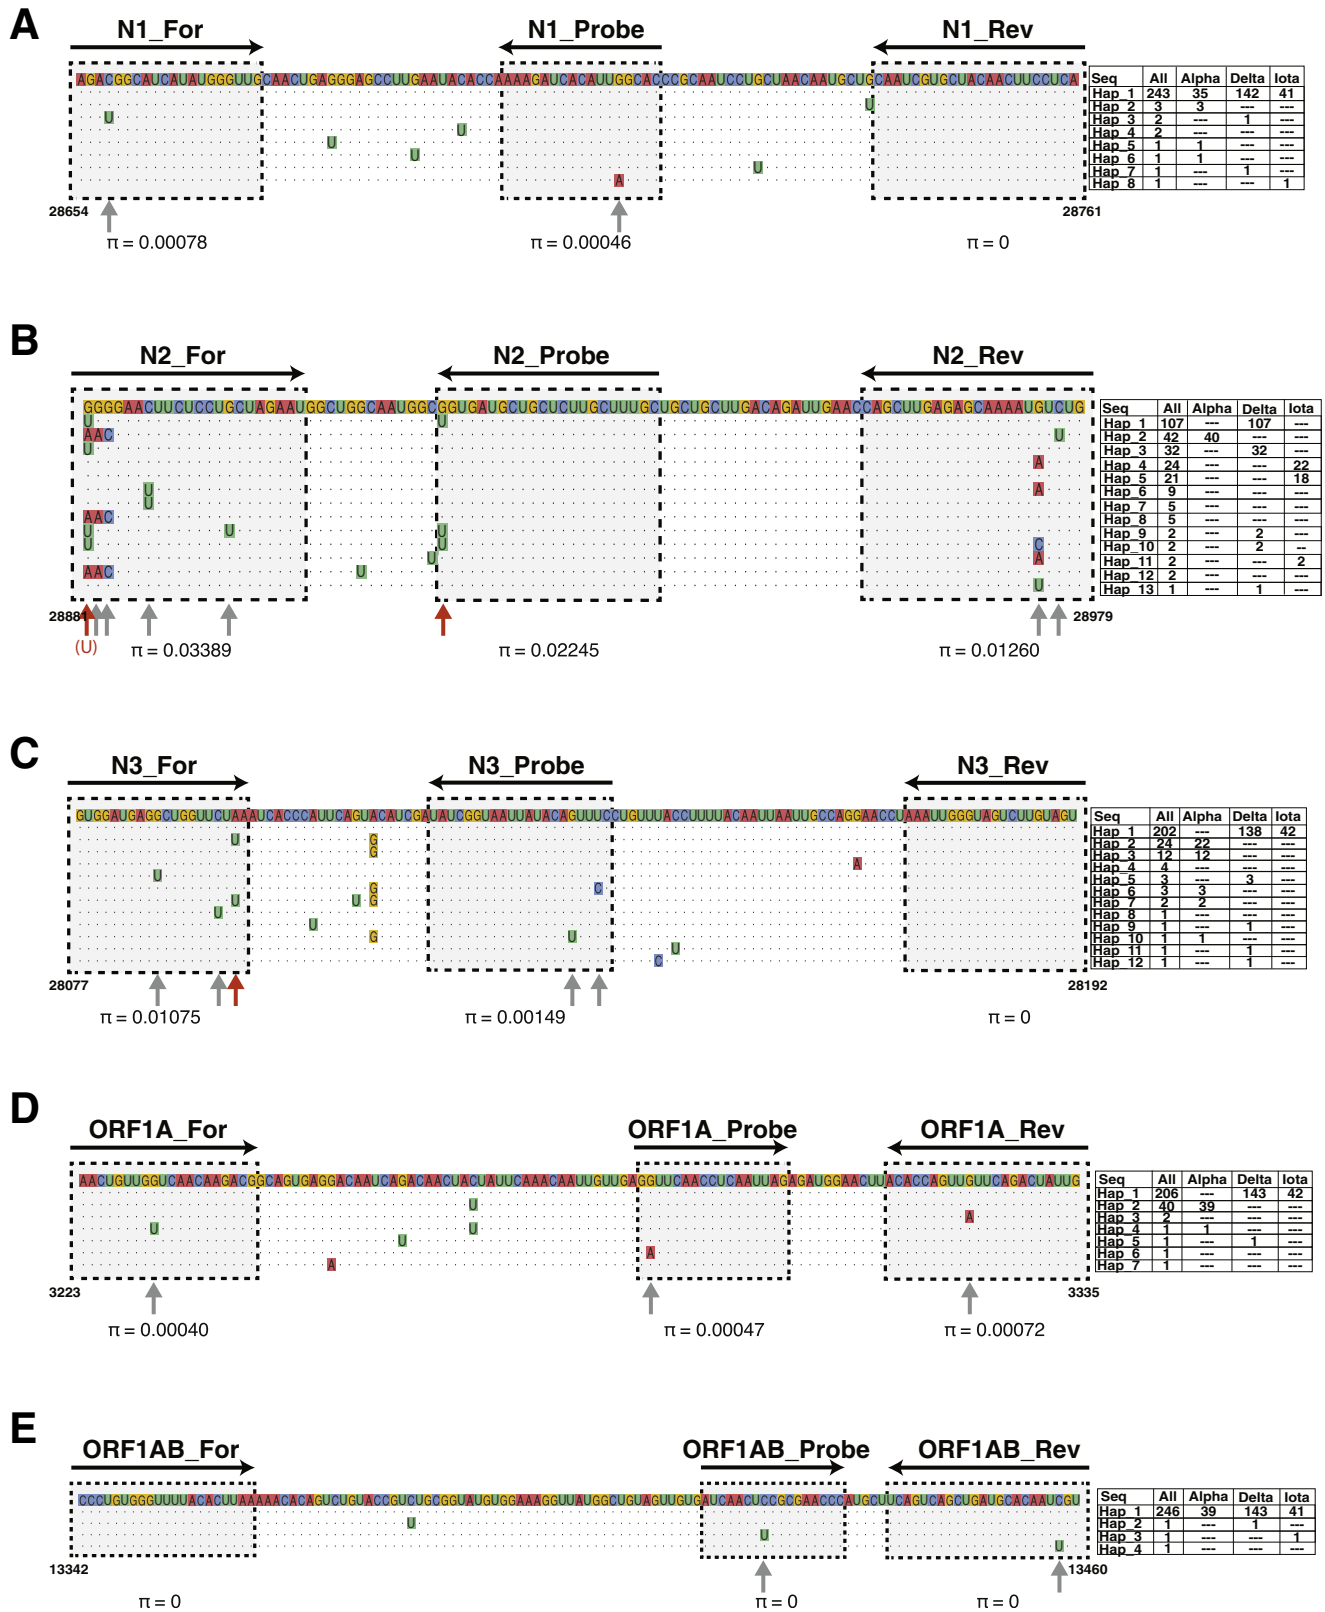 A
N1_For N1_Probe N1_Rev
AGACGGCAUCAUAUGGGUUGCAACUGAGGGAGCCUUGAAUACACCAAAAGAUCACAUUGGCACCCGCAAUCCUGCUAACAAUGCUGCAAUCGUGCUACAACUUCCUCA
U
U
U
U
U
U
A
Seq All Alpha Delta Iota
Hap_1 243 35 142 41
Hap_2 3 3 --- ---
Hap_3 2 --- 1 ---
Hap_4 2 --- --- ---
Hap_5 1 1 --- ---
Hap_6 1 1 --- ---
Hap_7 1 --- 1 ---
Hap_8 1 --- --- 1
28654 28761
π = 0.00078 π = 0.00046 π = 0
B
N2_For N2_Probe N2_Rev
GGGGAACUUCUCCUGCUAGAAUGGCUGGCAAUGGCGGUGAUGCUGCUCUUGCUUUGCUGCUGCUUGACAGAUUGAACCAGCUUGAGAGCAAAAUGUCUG
U U
AAC U
U
A
U A
U
AAC
U U U
U U C
U A
AAC U
U
Seq All Alpha Delta Iota
Hap_1 107 --- 107 ---
Hap_2 42 40 --- ---
Hap_3 32 --- 32 ---
Hap_4 24 --- --- 22
Hap_5 21 --- --- 18
Hap_6 9 --- --- ---
Hap_7 5 --- --- ---
Hap_8 5 --- --- ---
Hap_9 2 --- 2 ---
Hap_10 2 --- 2 --
Hap_11 2 --- --- 2
Hap_12 2 --- --- ---
Hap_13 1 --- 1 ---
28881 28979
(U) π = 0.03389 π = 0.02245 π = 0.01260
C
N3_For N3_Probe N3_Rev
GUGGAUGAGGCUGGUUCUAAAUCACCCAUUCAGUACAUCGAUAUCGGUAAUUAUACAGUUUCCUGUUUACCUUUUACAAUUAAUUGCCAGGAACCUAAAUUGGGUAGUCUUGUAGU
U G
G
A
U
G C
U U G
U
U
U G
U
C
Seq All Alpha Delta Iota
Hap_1 202 --- 138 42
Hap_2 24 22 --- ---
Hap_3 12 12 --- ---
Hap_4 4 --- --- ---
Hap_5 3 --- 3 ---
Hap_6 3 3 --- ---
Hap_7 2 2 --- ---
Hap_8 1 --- --- ---
Hap_9 1 --- 1 ---
Hap_10 1 1 --- ---
Hap_11 1 --- 1 ---
Hap_12 1 --- 1 ---
28077 28192
π = 0.01075 π = 0.00149 π = 0
D
ORF1A_For ORF1A_Probe ORF1A_Rev
AACUGUUGGUCAACAAGACGGCAGUGAGGACAAUCAGACAACUACUAUUCAAACAAUUGUUGAGGUUCAACCUCAAUUAGAGAUGGAACUUACACCAGUUGUUCAGACUAUUG
U
A
U U
U
A
A
Seq All Alpha Delta Iota
Hap_1 206 --- 143 42
Hap_2 40 39 --- ---
Hap_3 2 --- --- ---
Hap_4 1 1 --- ---
Hap_5 1 --- 1 ---
Hap_6 1 --- --- ---
Hap_7 1 --- --- ---
3223 3335
π = 0.00040 π = 0.00047 π = 0.00072
E
ORF1AB_For ORF1AB_Probe ORF1AB_Rev
CCCUGUGGGUUUUACACUUAAAAACACAGUCUGUACCGUCUGCGGUAUGUGGAAAGGUUAUGGCUGUAGUUGUGAUCAACUCCGCGAACCCAUGCUUCAGUCAGCUGAUGCACAAUCGU
U
U
U
Seq All Alpha Delta Iota
Hap_1 246 39 143 41
Hap_2 1 --- 1 ---
Hap_3 1 --- --- 1
Hap_4 1 --- --- ---
13342 13460
π = 0 π = 0 π = 0